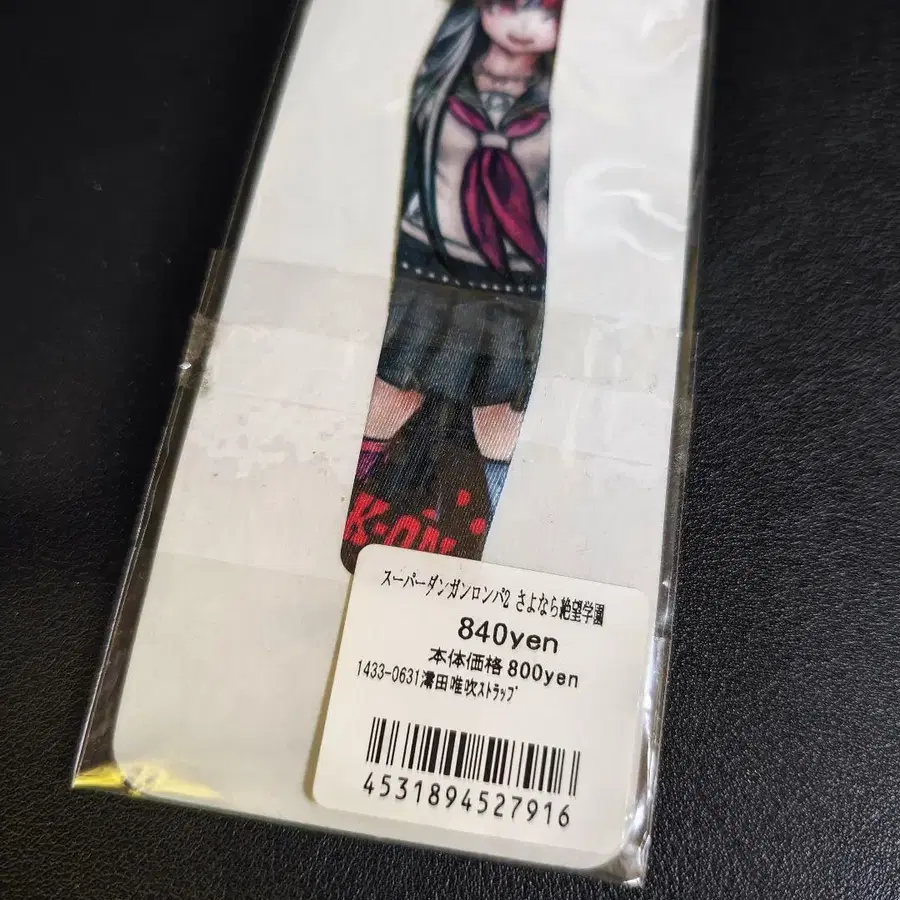 K-ON
スーパーダンガンロンパ2 さよなら絶望学園
840yen
本体価格 800yen
1433-0631澪田唯吹ストラップ
4531894527916